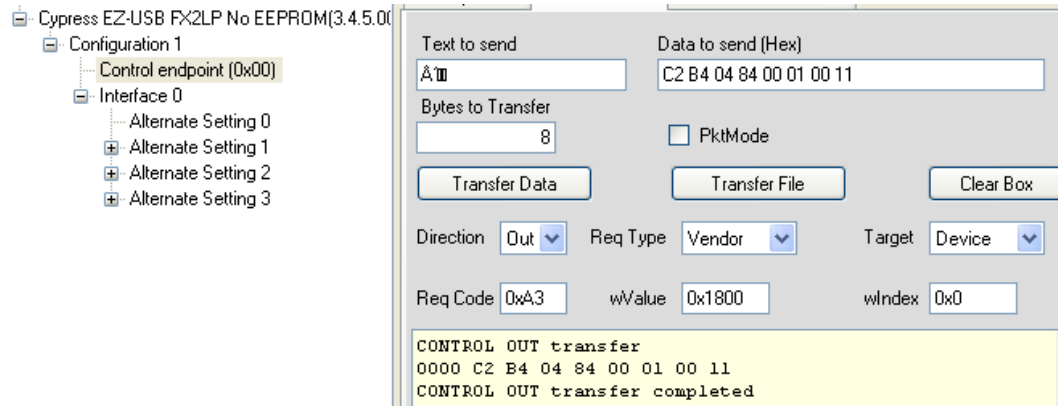 Cypress EZ-USB FX2LP No EEPROM(3.4.5.00
Configuration 1
Control endpoint (0x00)
Interface 0
Alternate Setting 0
Alternate Setting 1
Alternate Setting 2
Alternate Setting 3
Text to send
Data to send (Hex)
C2 B4 04 84 00 01 00 11
Bytes to Transfer
8
PktMode
Transfer Data
Transfer File
Clear Box
Direction Out
Req Type Vendor
Target Device
Req Code 0xA3
wValue 0x1800
wIndex 0x0
CONTROL OUT transfer
0000 C2 B4 04 84 00 01 00 11
CONTROL OUT transfer completed